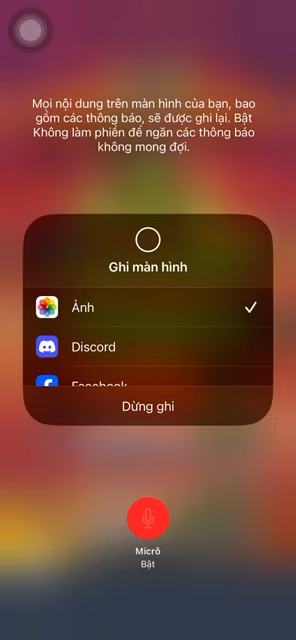 Mọi nội dung trên màn hình của bạn, bao
gồm các thông báo, sẽ được ghi lại. Bật
Không làm phiền để ngăn các thông báo
không mong đợi.
Ghi màn hình
Ảnh
Discord
Facebook
Dừng ghi
Micrô
Bật